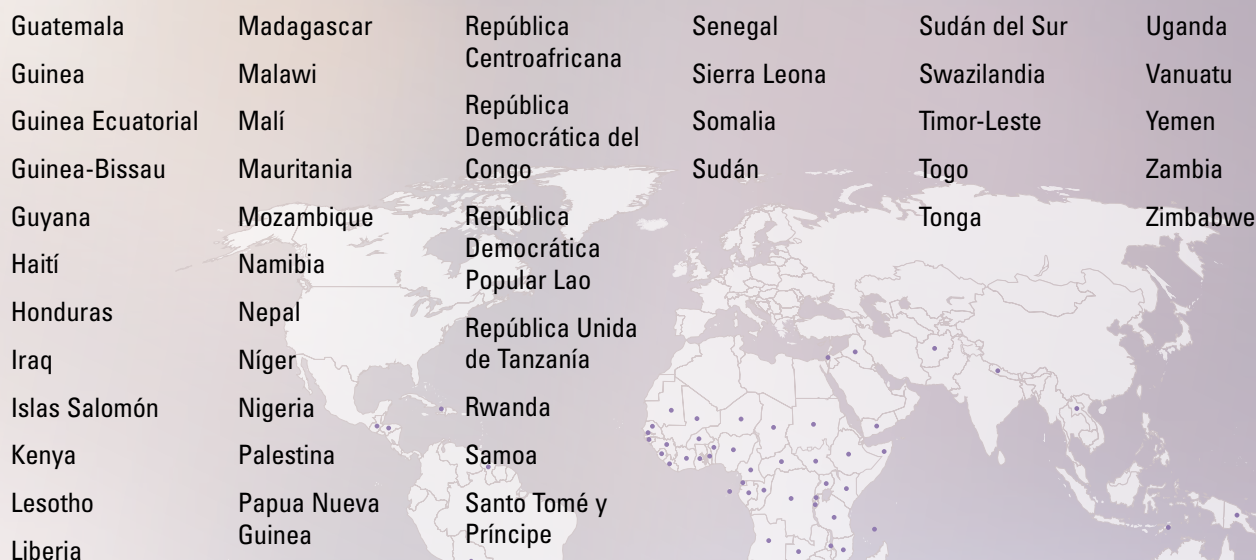 Guatemala
Guinea
Guinea Ecuatorial
Guinea-Bissau
Guyana
Haití
Honduras
Iraq
Islas Salomón
Kenya
Lesotho
Liberia
Madagascar
Malawi
Malí
Mauritania
Mozambique
Namibia
Nepal
Níger
Nigeria
Palestina
Papua Nueva
Guinea
República
Centroafricana
República
Democrática del
Congo
República
Democrática
Popular Lao
República Unida
de Tanzanía
Rwanda
Samoa
Santo Tomé y
Príncipe
Senegal
Sierra Leona
Somalia
Sudán
Sudán del Sur
Swazilandia
Timor-Leste
Togo
Tonga
Uganda
Vanuatu
Yemen
Zambia
Zimbabwe